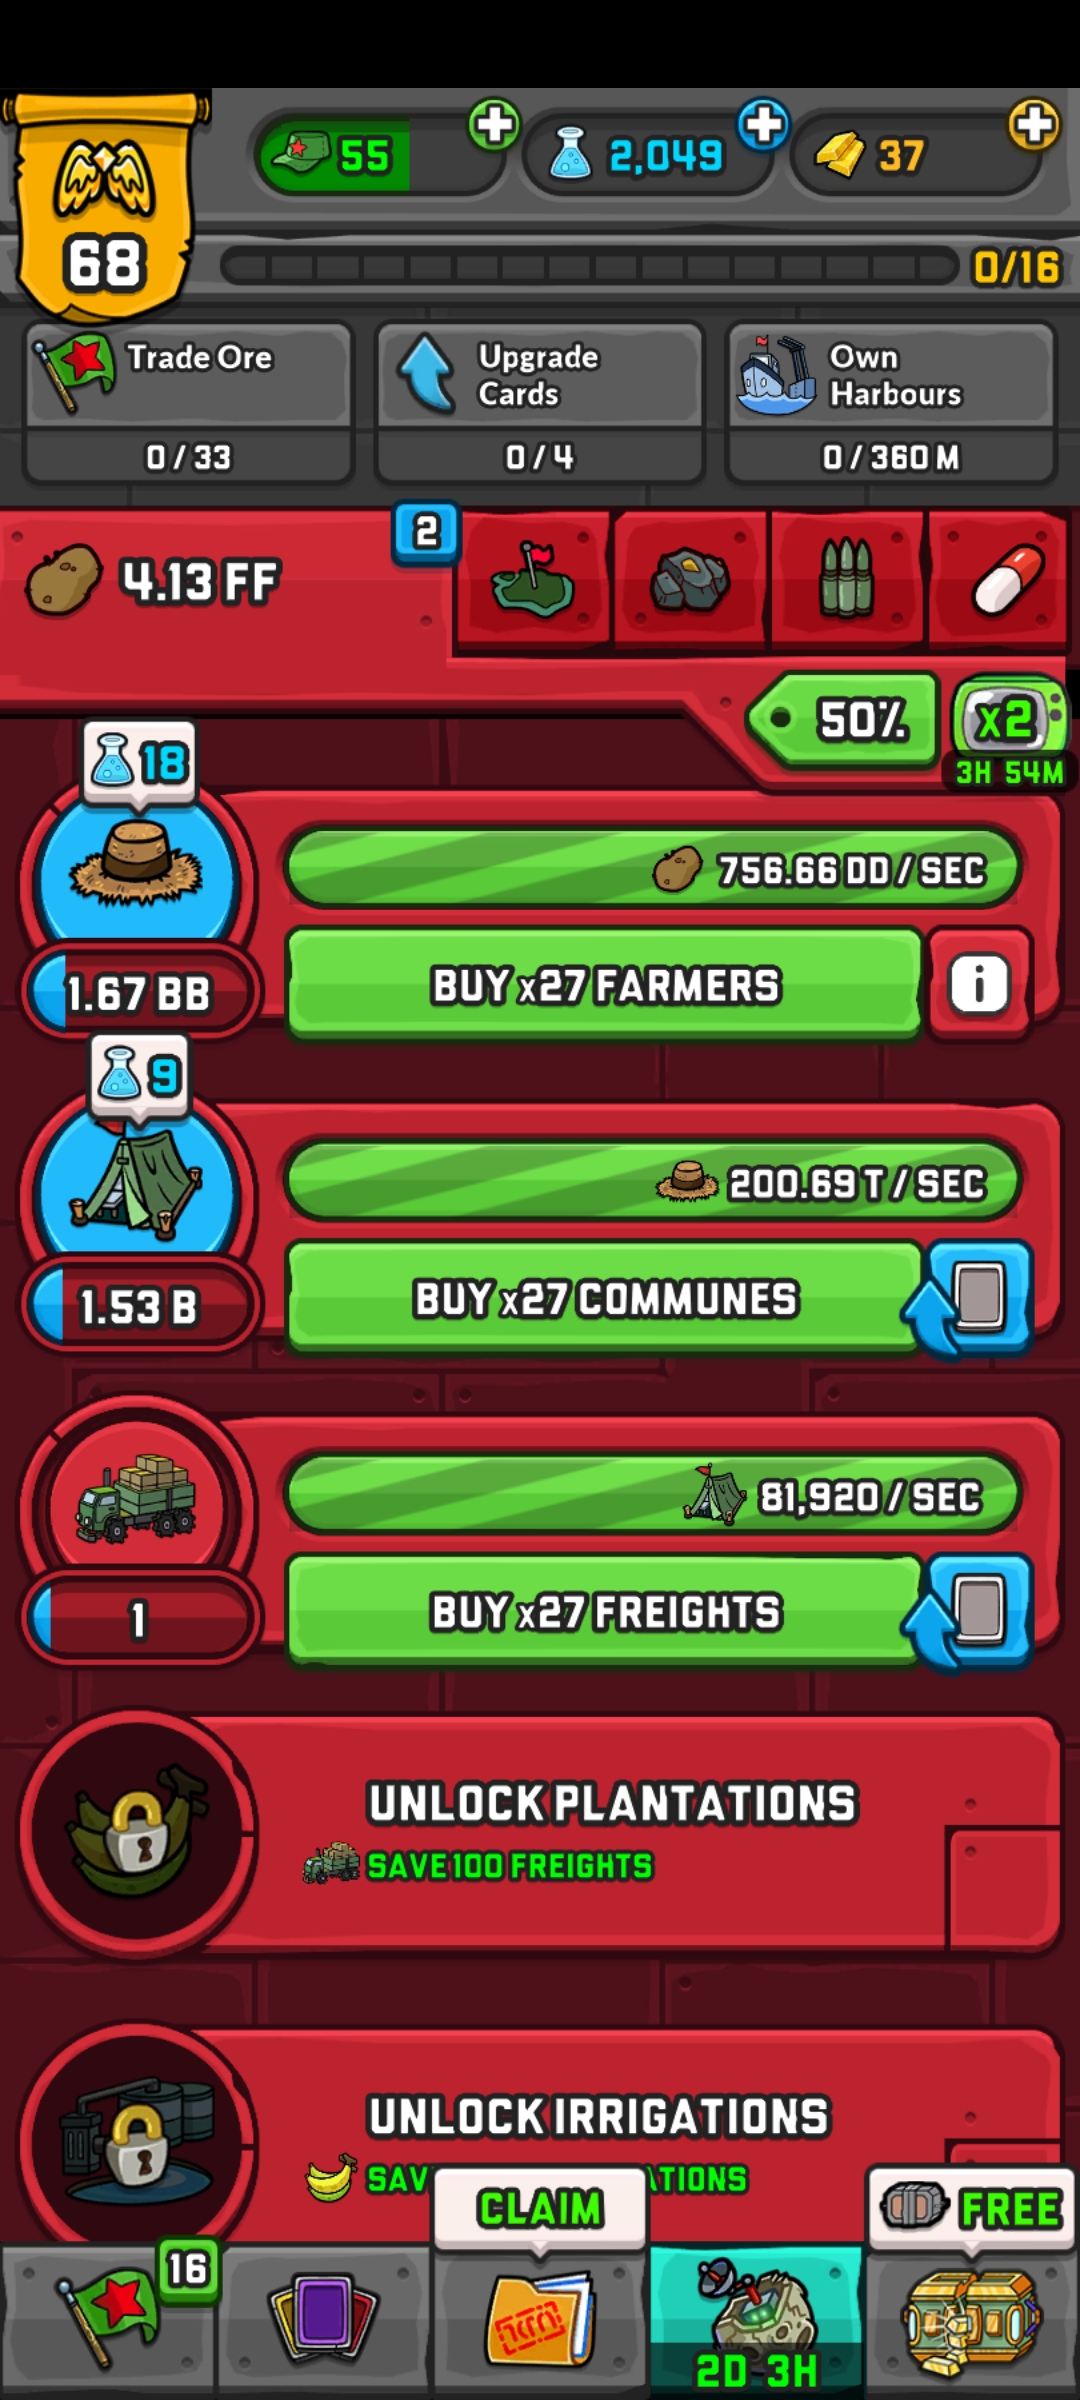 55
2,049
37
68
0/16
Trade Ore
0/33
Upgrade
Cards
0/4
Own
Harbours
0/360 M
4.13 FF
2
50%
x2
3H 54M
18
756.66 DD / SEC
1.67 BB
BUY x27 FARMERS
i
9
200.69 T / SEC
1.53 B
BUY x27 COMMUNES
81,920 / SEC
1
BUY x27 FREIGHTS
UNLOCK PLANTATIONS
SAVE 100 FREIGHTS
UNLOCK IRRIGATIONS
CLAIM
FREE
16
2D 3H